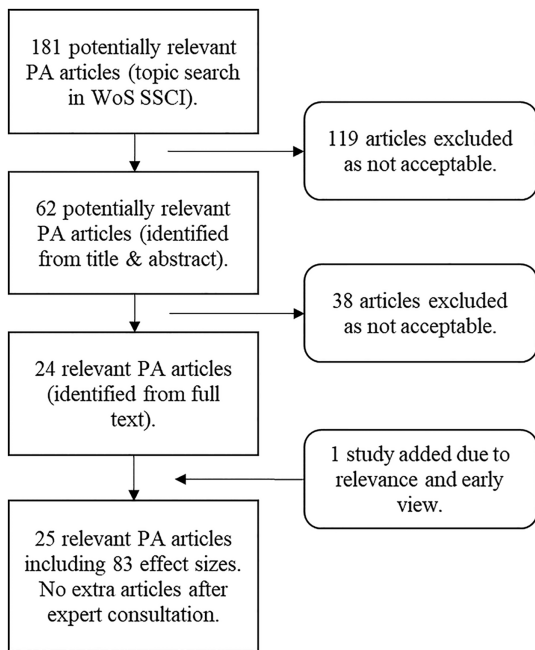 181 potentially relevant
PA articles (topic search
in WoS SSCI).
119 articles excluded
as not acceptable.
62 potentially relevant
PA articles (identified
from title & abstract).
38 articles excluded
as not acceptable.
24 relevant PA articles
(identified from full
text).
1 study added due to
relevance and early
view.
25 relevant PA articles
including 83 effect sizes.
No extra articles after
expert consultation.